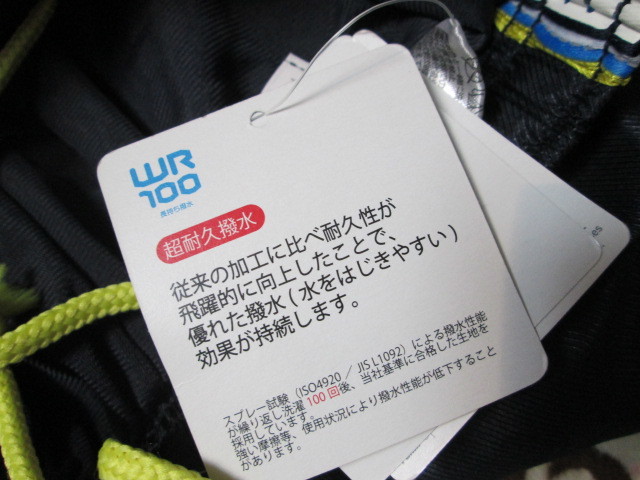 WR
100
長持ち撥水
超耐久撥水
従来の加工に比べ耐久性が
飛躍的に向上したことで、
優れた撥水(水をはじきやすい)
効果が持続します。
スプレー試験(ISO4920 / JIS L1092)による撥水性能
が繰り返し洗濯100回後、当社基準に合格した生地を
採用しています。
強い摩擦等、使用状況により撥水性能が低下すること
があります。